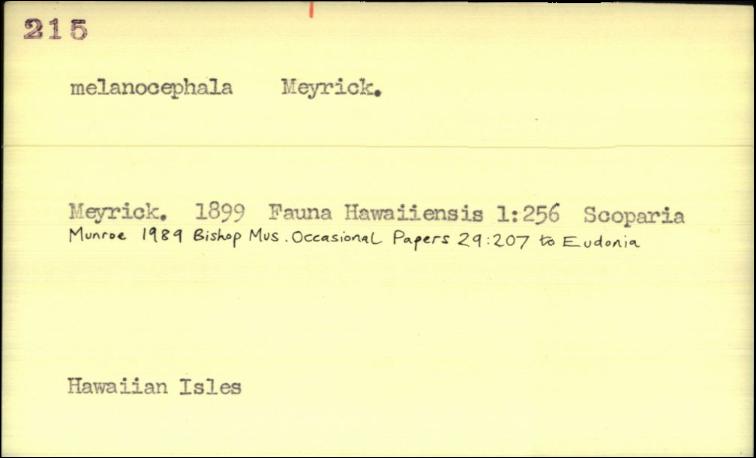 215
melanocephala Meyrick.
Meyrick. 1899 Fauna Hawaiiensis 1:256 Scoparia
Munroe 1989 Bishop Mus. Occasional Papers 29:207 to Eudonia
Hawaiian Isles